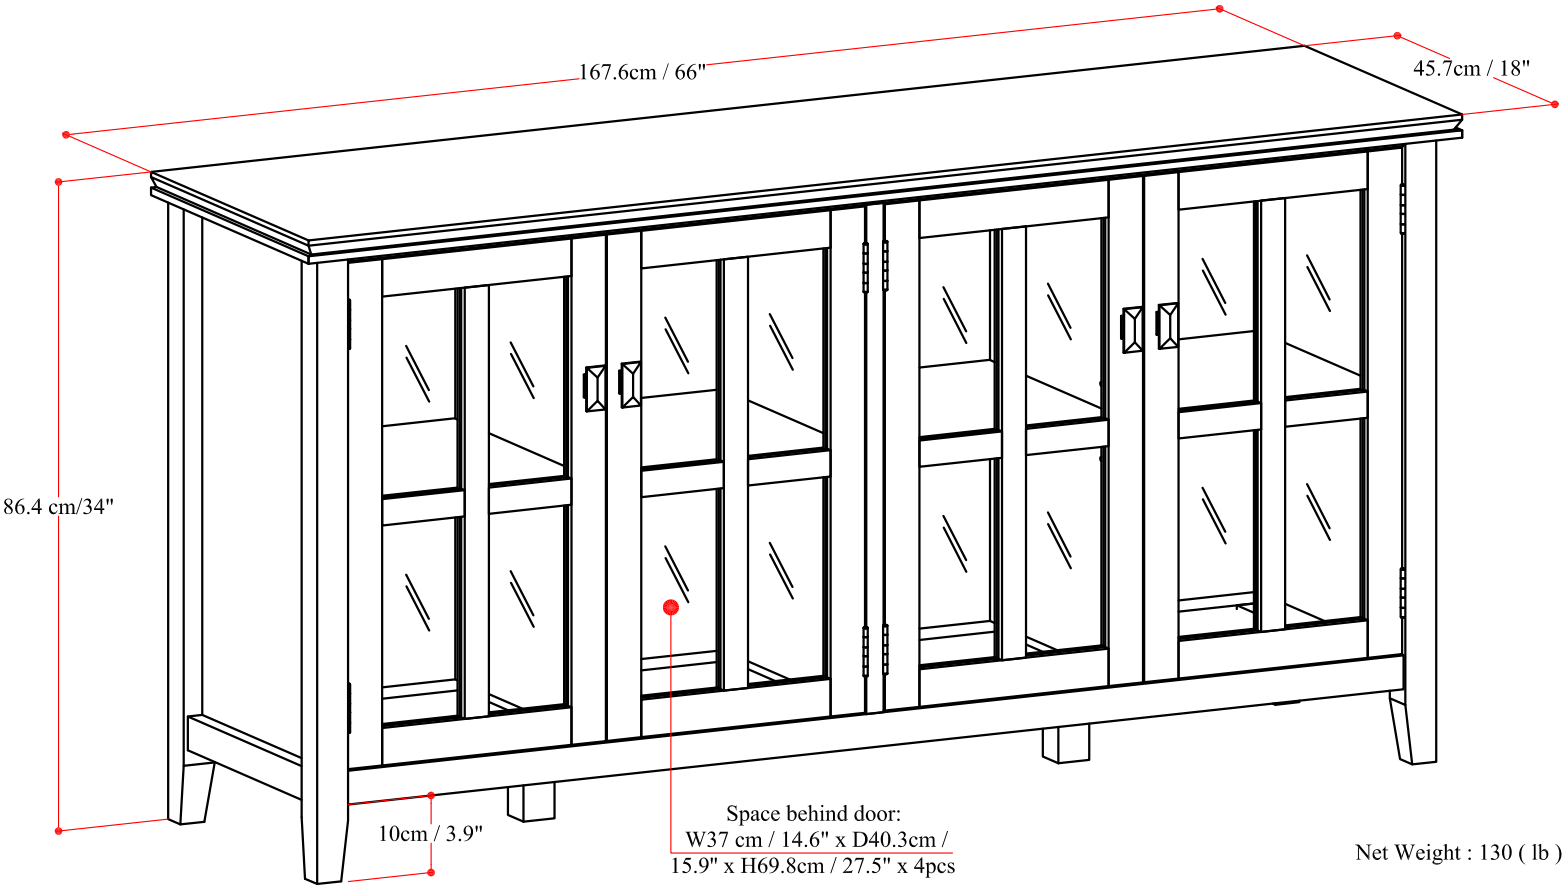 167.6cm / 66"
45.7cm / 18"
86.4 cm/34"
10cm / 3.9"
Space behind door:
W37 cm / 14.6" x D40.3cm /
15.9" x H69.8cm / 27.5" x 4pcs
Net Weight : 130 ( lb )